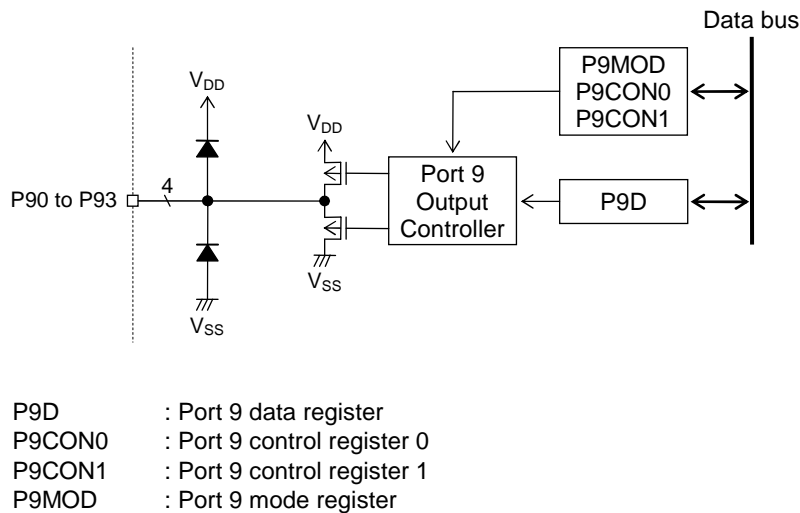 Data bus
P9MOD
P9CON0
P9CON1
VDD
VDD
Port 9
Output
Controller
4
P90 to P93
P9D
VSS
VSS
P9D : Port 9 data register
P9CON0 : Port 9 control register 0
P9CON1 : Port 9 control register 1
P9MOD : Port 9 mode register